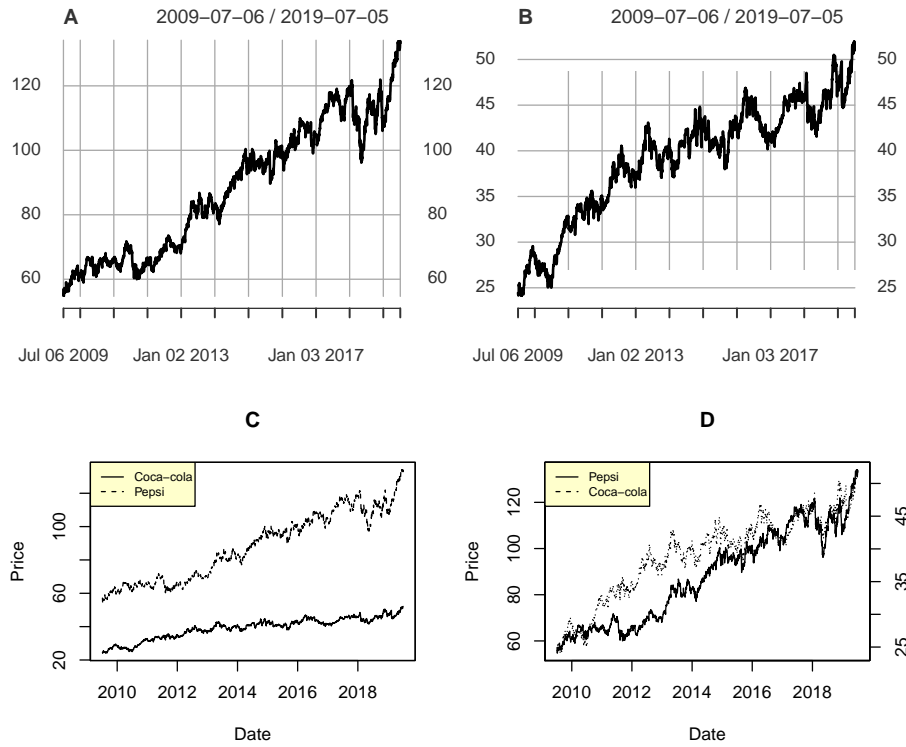 A 2009−07−06 / 2019−07−05
120 120
100 100
80 80
60 60
Jul 06 2009 Jan 02 2013 Jan 03 2017
B 2009−07−06 / 2019−07−05
50 50
45 45
40 40
35 35
30 30
25 25
Jul 06 2009 Jan 02 2013 Jan 03 2017
C
Coca−cola
Pepsi
Price
100
60
20
2010 2012 2014 2016 2018
Date
D
Pepsi
Coca−cola
Price
120 45
100
80 35
60 25
2010 2012 2014 2016 2018
Date